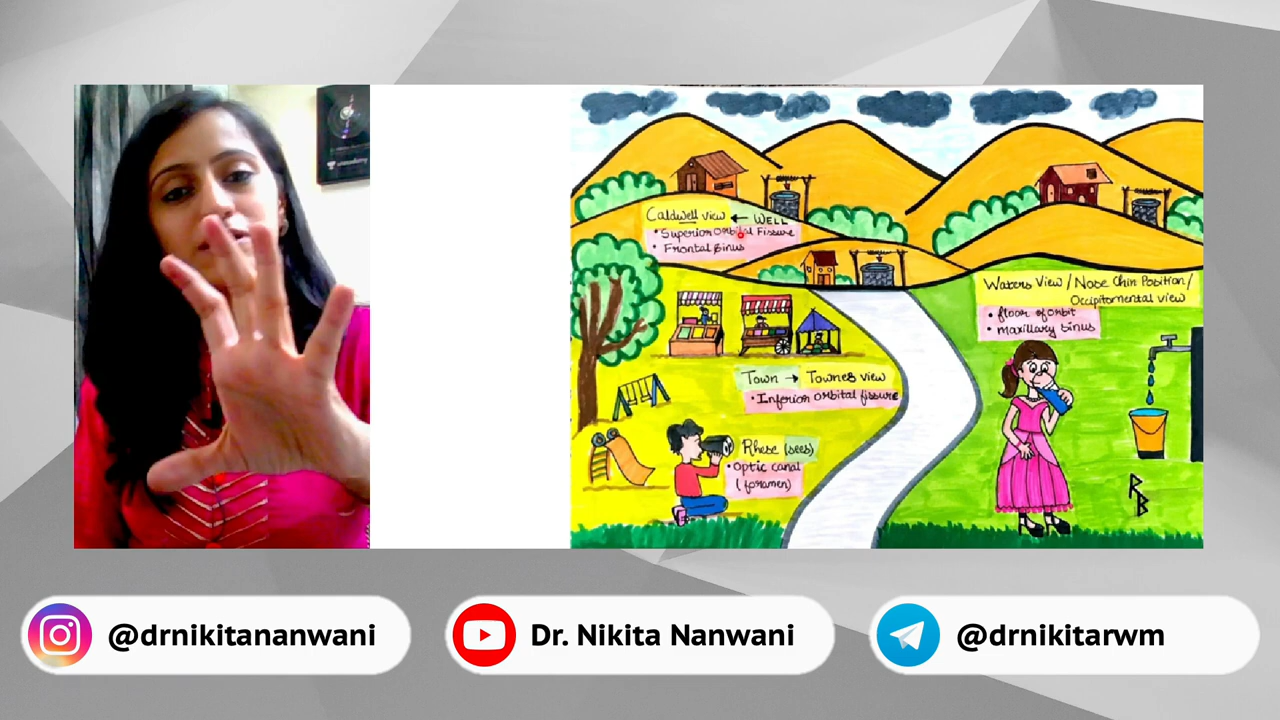 Caldwell view ← WELL
• Superior Orbital Fissure
• Frontal Sinus
Waters View / Nose Chin Position /
Occipitomental view
• floor of orbit
• maxillary sinus
Town → Townes view
• Inferior orbital fissure
Rhese (sees)
• Optic canal
(foramen)
RB
@drnikitananwani
Dr. Nikita Nanwani
@drnikitarwm